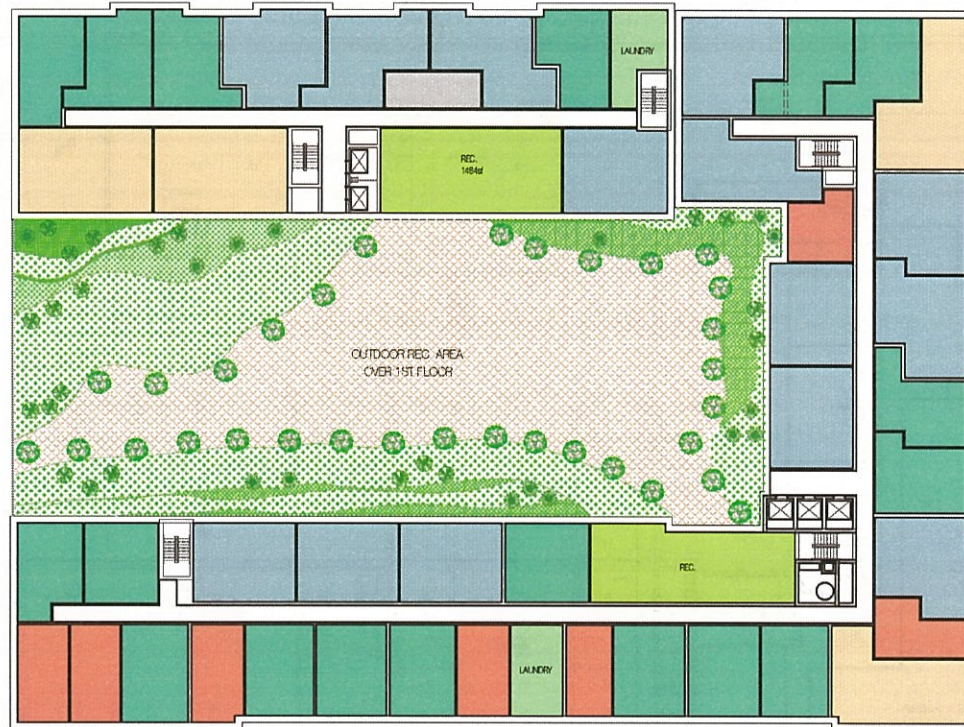 LAUNDRY
REC.
1484sf
OUTDOOR REC. AREA
OVER 1ST FLOOR
REC.
LAUNDRY